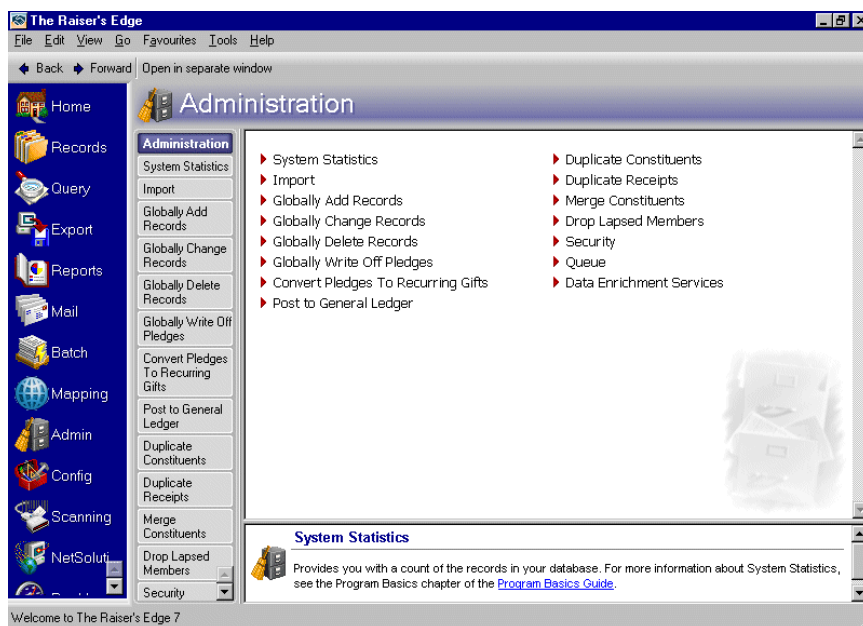 The Raiser's Edge
File Edit View Go Favourites Tools Help
Back Forward Open in separate window
Home
Records
Query
Export
Reports
Mail
Batch
Mapping
Admin
Config
Scanning
NetSoluti
Administration
Administration
System Statistics
Import
Globally Add
Records
Globally Change
Records
Globally Delete
Records
Globally Write Off
Pledges
Convert Pledges
To Recurring
Gifts
Post to General
Ledger
Duplicate
Constituents
Duplicate
Receipts
Merge
Constituents
Drop Lapsed
Members
Security
System Statistics
Import
Globally Add Records
Globally Change Records
Globally Delete Records
Globally Write Off Pledges
Convert Pledges To Recurring Gifts
Post to General Ledger
Duplicate Constituents
Duplicate Receipts
Merge Constituents
Drop Lapsed Members
Security
Queue
Data Enrichment Services
System Statistics
Provides you with a count of the records in your database. For more information about System Statistics,
see the Program Basics chapter of the Program Basics Guide.
Welcome to The Raiser's Edge 7